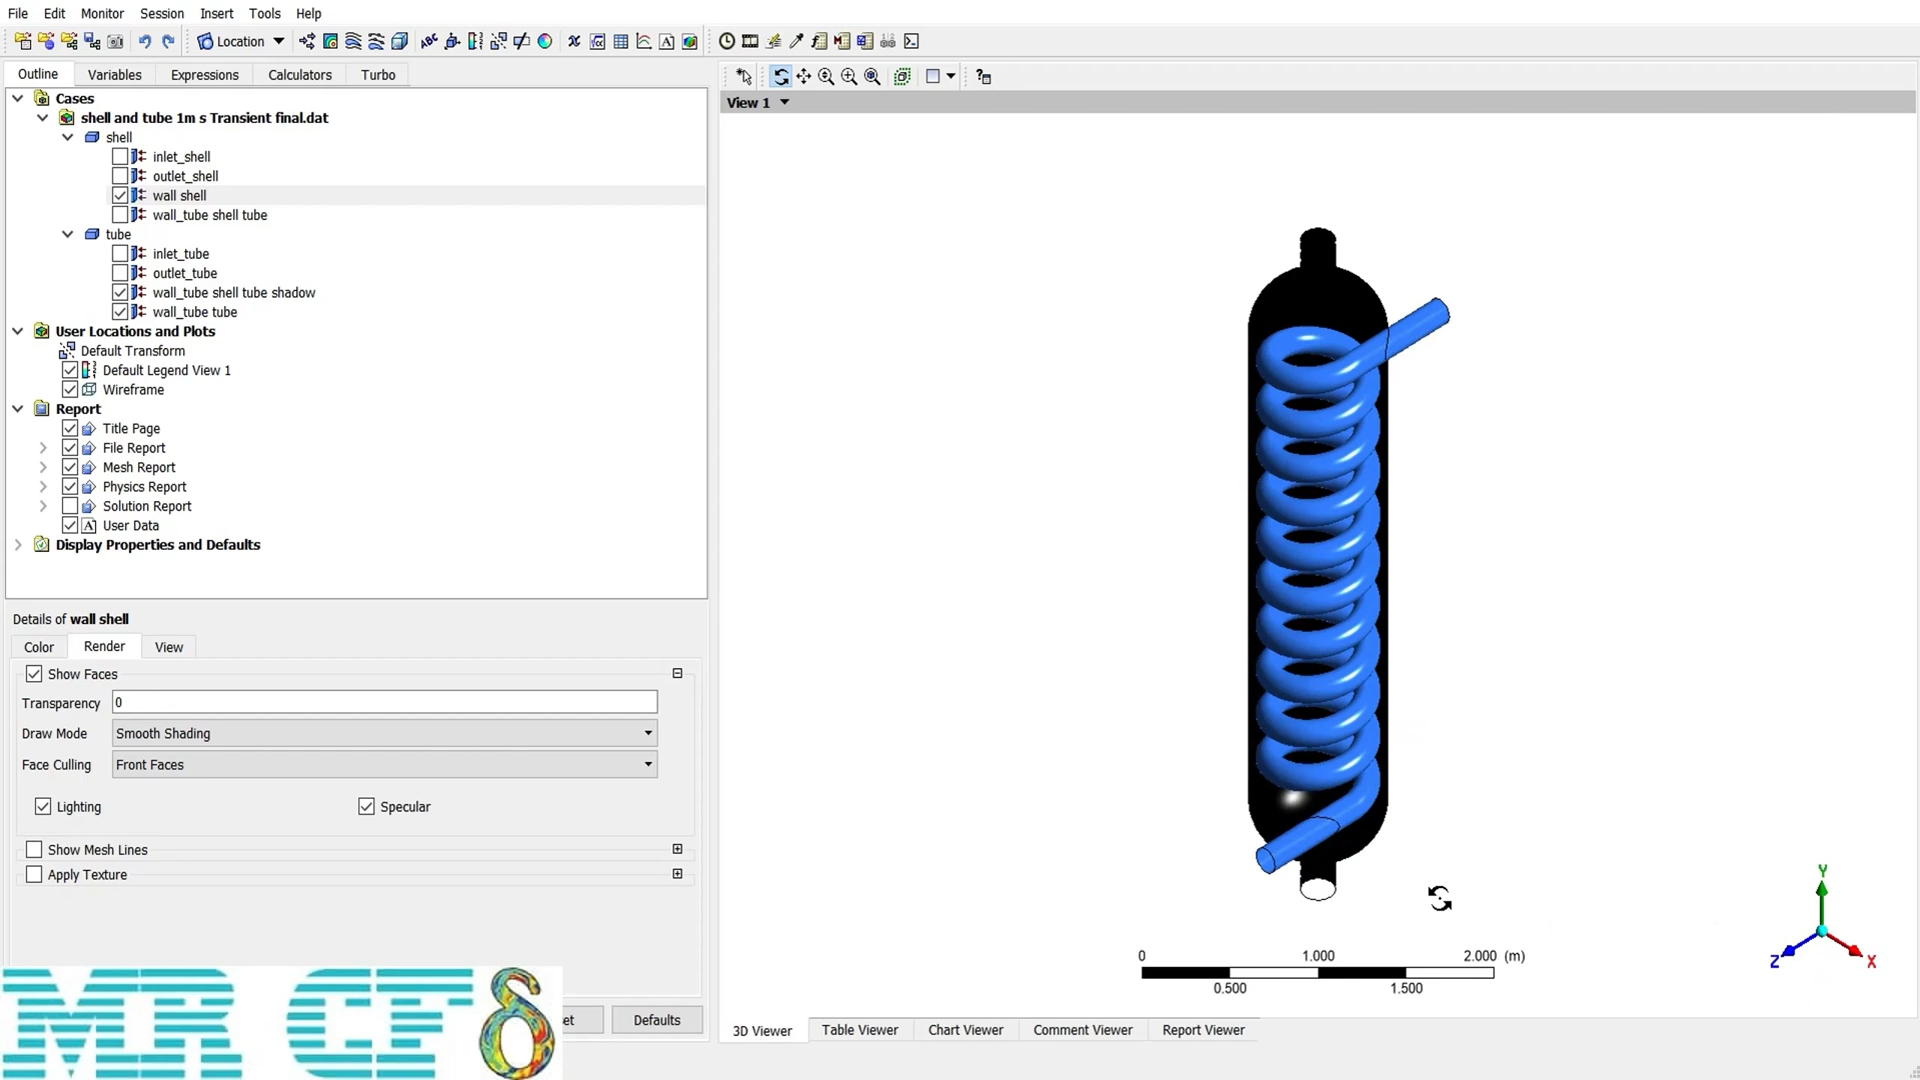 File Edit Monitor Session Insert Tools Help
Location
Outline Variables Expressions Calculators Turbo
Cases
shell and tube 1m s Transient final.dat
shell
inlet_shell
outlet_shell
wall shell
wall_tube shell tube
tube
inlet_tube
outlet_tube
wall_tube shell tube shadow
wall_tube tube
User Locations and Plots
Default Transform
Default Legend View 1
Wireframe
Report
Title Page
File Report
Mesh Report
Physics Report
Solution Report
A User Data
Display Properties and Defaults
Details of wall shell
Color Render View
Show Faces
Transparency 0
Draw Mode Smooth Shading
Face Culling Front Faces
Lighting Specular
Show Mesh Lines
Apply Texture
et Defaults
MR CF
View 1
Y
Z X
0 1.000 2.000 (m)
0.500 1.500
3D Viewer Table Viewer Chart Viewer Comment Viewer Report Viewer